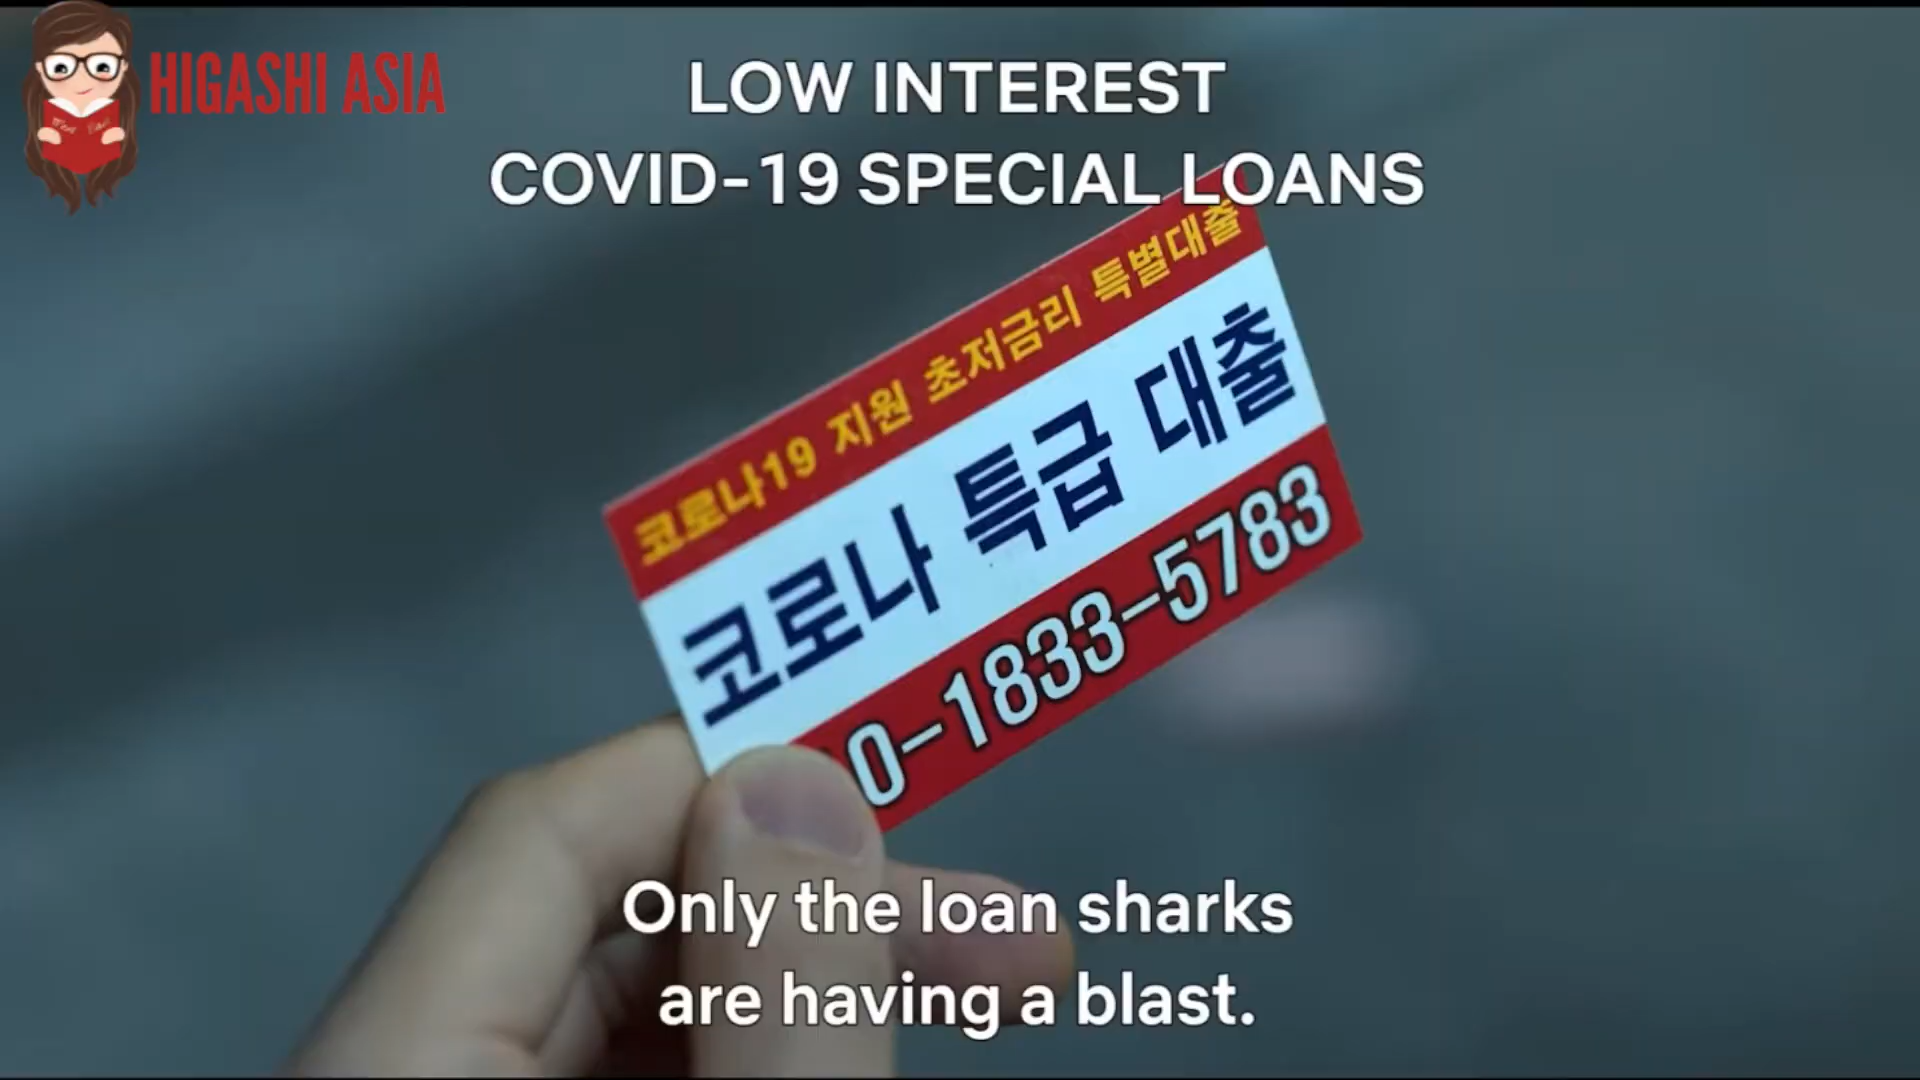 HIGASHI ASIA
LOW INTEREST
COVID-19 SPECIAL LOANS
코로나19 지원 초저금리 특별대출
코로나 특급 대출
0-1833-5783
Only the loan sharks
are having a blast.